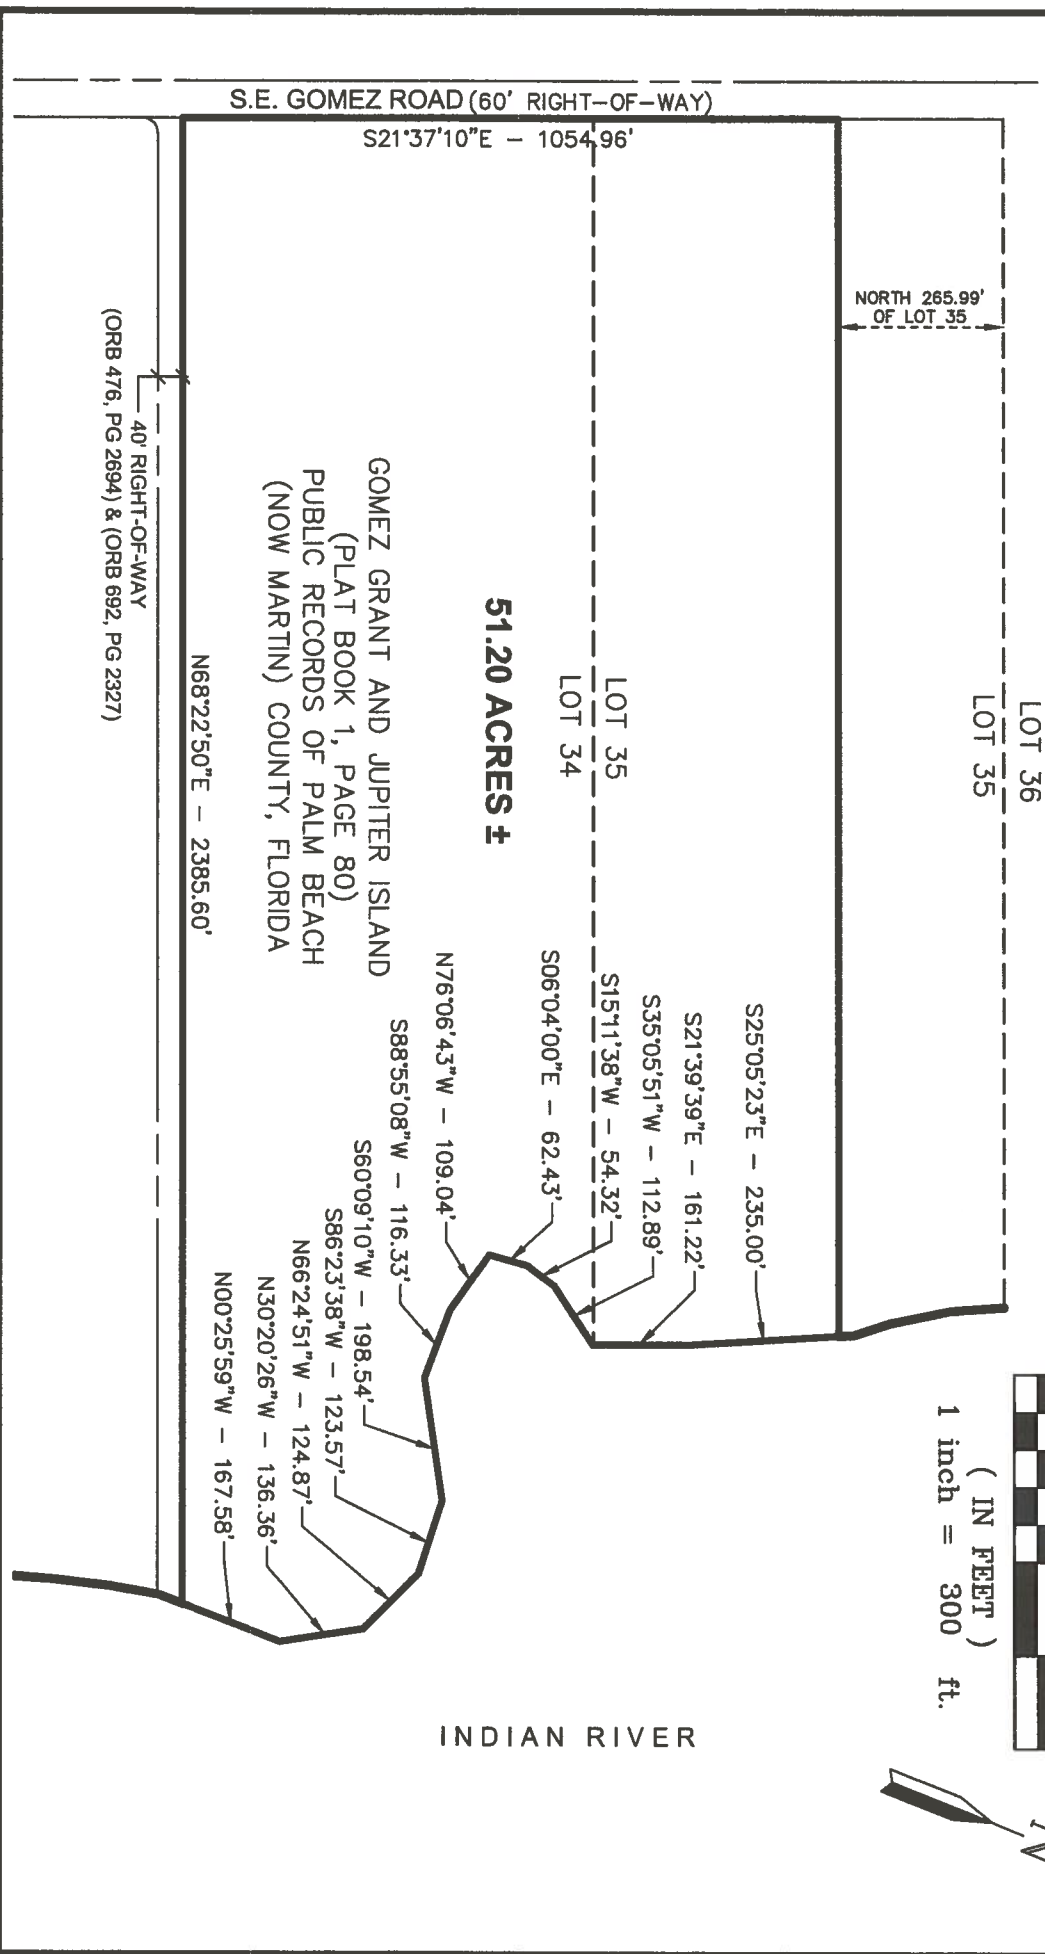 S.E. GOMEZ ROAD (60' RIGHT-OF-WAY)
S21°37'10"E - 1054.96'
NORTH 265.99'
OF LOT 35
LOT 36
LOT 35
LOT 35
LOT 34
51.20 ACRES ±
GOMEZ GRANT AND JUPITER ISLAND
(PLAT BOOK 1, PAGE 80)
PUBLIC RECORDS OF PALM BEACH
(NOW MARTIN) COUNTY, FLORIDA
N68°22'50"E - 2385.60'
40' RIGHT-OF-WAY
(ORB 476, PG 2694) & (ORB 692, PG 2327)
S25°05'23"E - 235.00'
S21°39'39"E - 161.22'
S35°05'51"W - 112.89'
S15°11'38"W - 54.32'
S06°04'00"E - 62.43'
N76°06'43"W - 109.04'
S88°55'08"W - 116.33'
S60°09'10"W - 198.54'
S86°23'38"W - 123.57'
N66°24'51"W - 124.87'
N30°20'26"W - 136.36'
N00°25'59"W - 167.58'
( IN FEET )
1 inch = 300 ft.
INDIAN RIVER